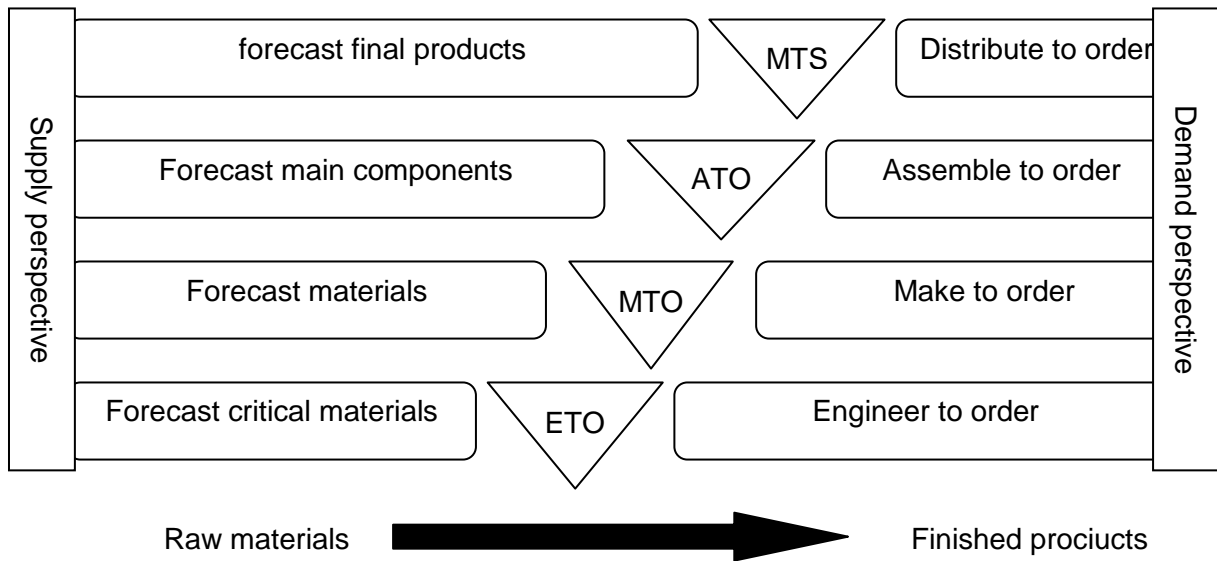 forecast final products
MTS
Distribute to order
Supply perspective
Demand perspective
Forecast main components
ATO
Assemble to order
Forecast materials
MTO
Make to order
Forecast critical materials
ETO
Engineer to order
Raw materials
Finished prociucts